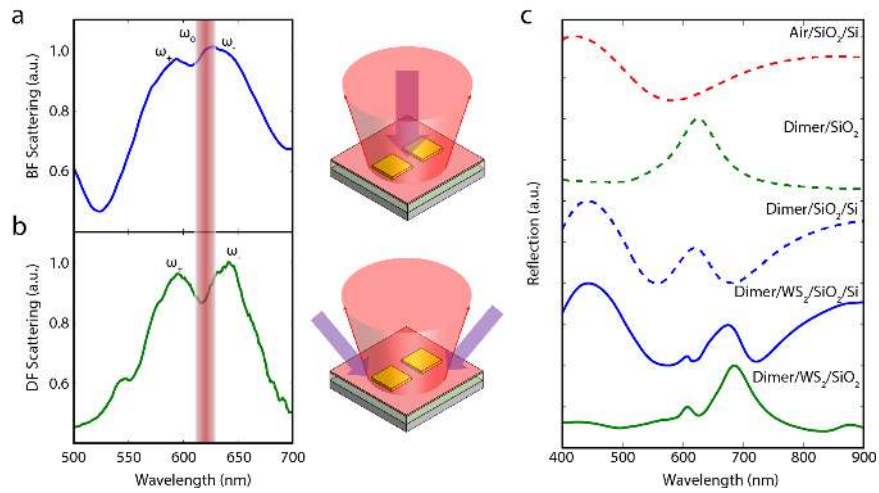 a
BF Scattering (a.u.)
1.0
0.8
0.6
ω₊
ω₀
ω₋
b
DF Scattering (a.u.)
1.0
0.8
0.6
ω₊
ω₋
500 550 600 650 700
Wavelength (nm)
c
Reflection (a.u.)
Air/SiO₂/Si
Dimer/SiO₂
Dimer/SiO₂/Si
Dimer/WS₂/SiO₂/Si
Dimer/WS₂/SiO₂
400 500 600 700 800 900
Wavelength (nm)